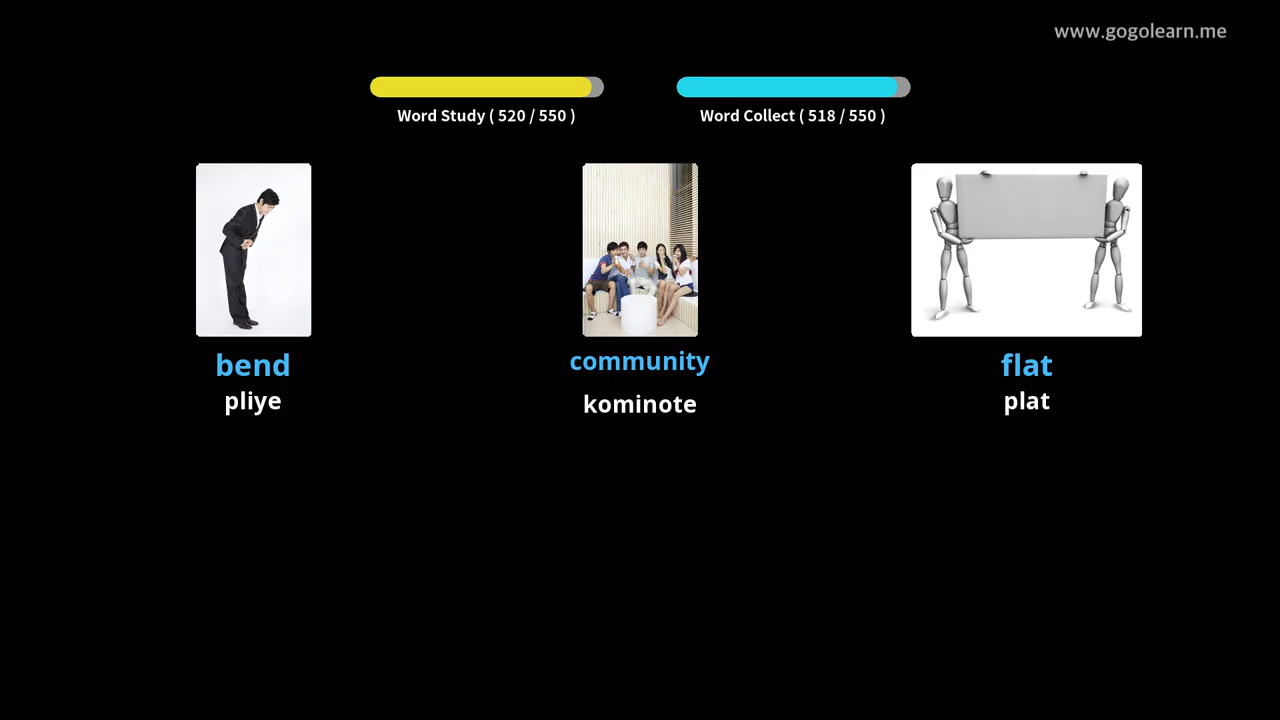 www.gogolearn.me
Word Study ( 520 / 550 )
Word Collect ( 518 / 550 )
bend
pliye
community
kominote
flat
plat